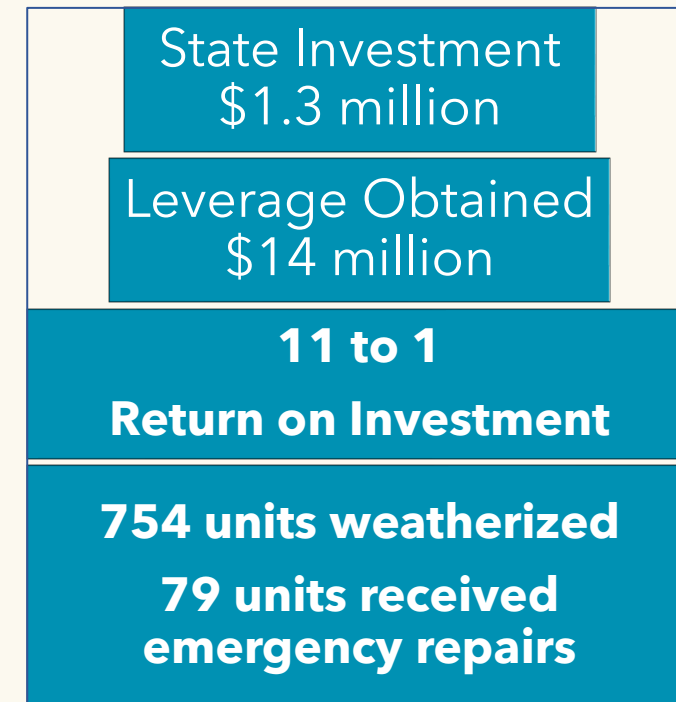 State Investment
$1.3 million
Leverage Obtained
$14 million
11 to 1
Return on Investment
754 units weatherized
79 units received
emergency repairs